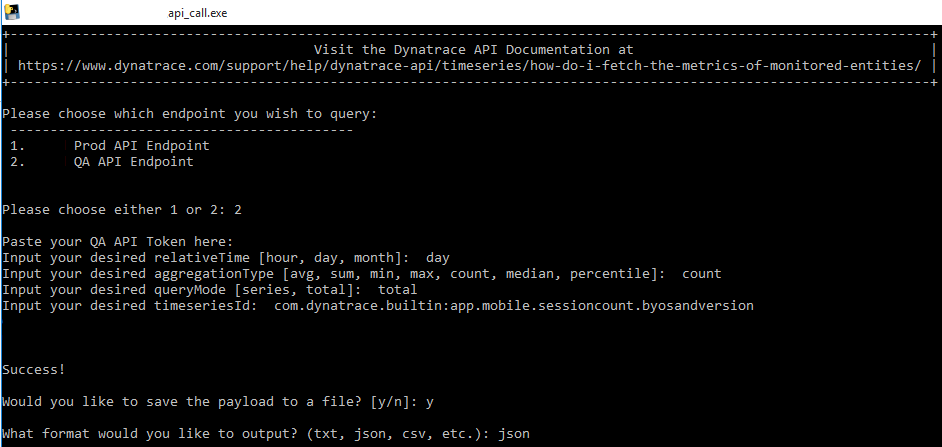 api_call.exe
+--------------------------------------------------------------------------------------------------------------------+
| Visit the Dynatrace API Documentation at |
| https://www.dynatrace.com/support/help/dynatrace-api/timeseries/how-do-i-fetch-the-metrics-of-monitored-entities/ |
+--------------------------------------------------------------------------------------------------------------------+
Please choose which endpoint you wish to query:
-------------------------------------------
1. Prod API Endpoint
2. QA API Endpoint
Please choose either 1 or 2: 2
Paste your QA API Token here:
Input your desired relativeTime [hour, day, month]: day
Input your desired aggregationType [avg, sum, min, max, count, median, percentile]: count
Input your desired queryMode [series, total]: total
Input your desired timeseriesId: com.dynatrace.builtin:app.mobile.sessioncount.byosandversion
Success!
Would you like to save the payload to a file? [y/n]: y
What format would you like to output? (txt, json, csv, etc.): json